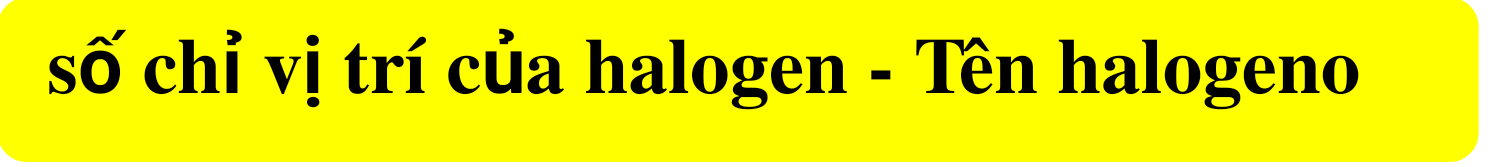 số chỉ vị trí của halogen - Tên halogeno